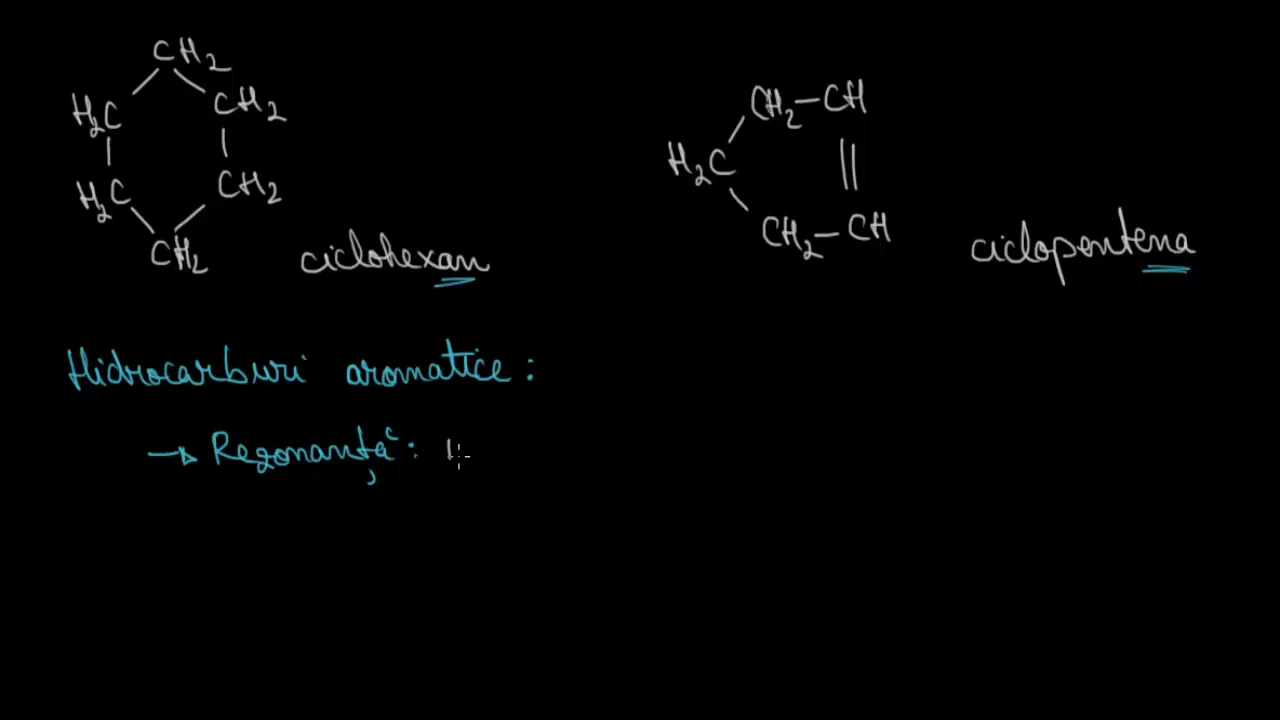 CH2
H2C CH2
H2C CH2
CH2
ciclohexan
CH2-CH
H2C
CH2-CH
ciclopentena
Hidrocarburi aromatice:
→ Rezonanță: